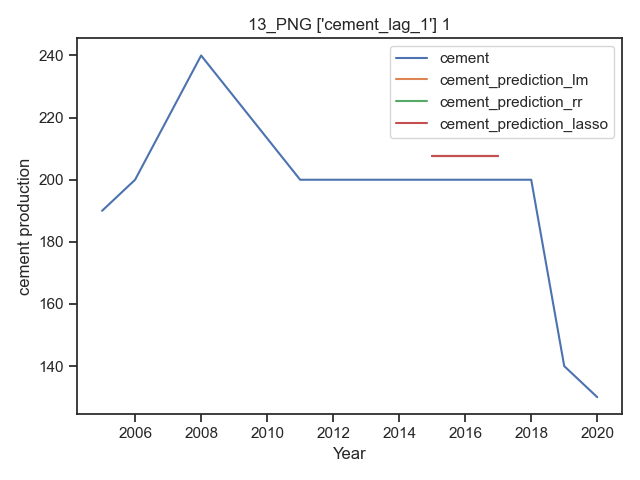 13_PNG ['cement_lag_1'] 1
cement
cement_prediction_lm
cement_prediction_rr
cement_prediction_lasso
cement production
240
220
200
180
160
140
2006 2008 2010 2012 2014 2016 2018 2020
Year